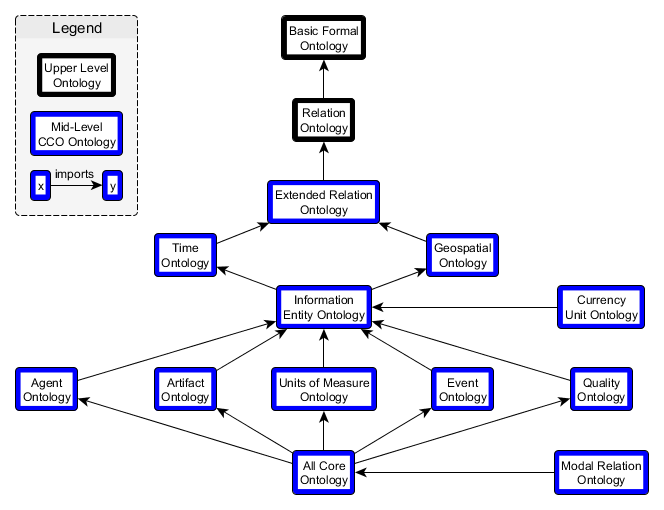 Legend
Upper Level
Ontology
Mid-Level
CCO Ontology
x
imports
y
Basic Formal
Ontology
Relation
Ontology
Extended Relation
Ontology
Time
Ontology
Geospatial
Ontology
Information
Entity Ontology
Currency
Unit Ontology
Agent
Ontology
Artifact
Ontology
Units of Measure
Ontology
Event
Ontology
Quality
Ontology
All Core
Ontology
Modal Relation
Ontology